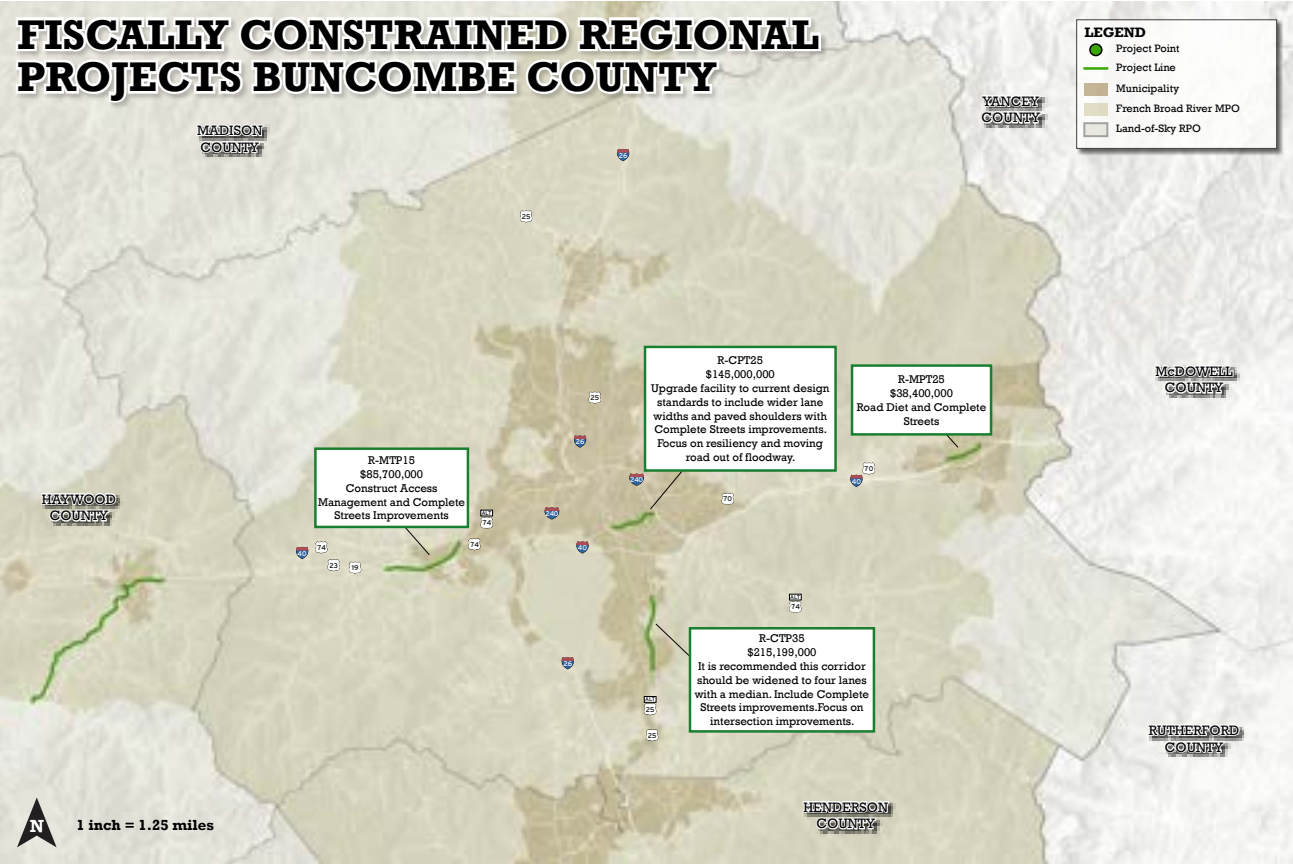 FISCALLY CONSTRAINED REGIONAL
PROJECTS BUNCOMBE COUNTY
LEGEND
Project Point
Project Line
Municipality
French Broad River MPO
Land-of-Sky RPO
YANCEY
COUNTY
MADISON
COUNTY
26
25
R-CPT25
$145,000,000
Upgrade facility to current design
standards to include wider lane
widths and paved shoulders with
Complete Streets improvements.
Focus on resiliency and moving
road out of floodway.
R-MPT25
$38,400,000
Road Diet and Complete
Streets
McDOWELL
COUNTY
25
26
R-MTP15
$85,700,000
Construct Access
Management and Complete
Streets Improvements
240
70
40
70
HAYWOOD
COUNTY
ALT
74
240
74
40
40
74
23
19
ALT
74
R-CTP35
$215,199,000
It is recommended this corridor
should be widened to four lanes
with a median. Include Complete
Streets improvements.Focus on
intersection improvements.
26
ALT
25
25
RUTHERFORD
COUNTY
HENDERSON
COUNTY
N
1 inch = 1.25 miles